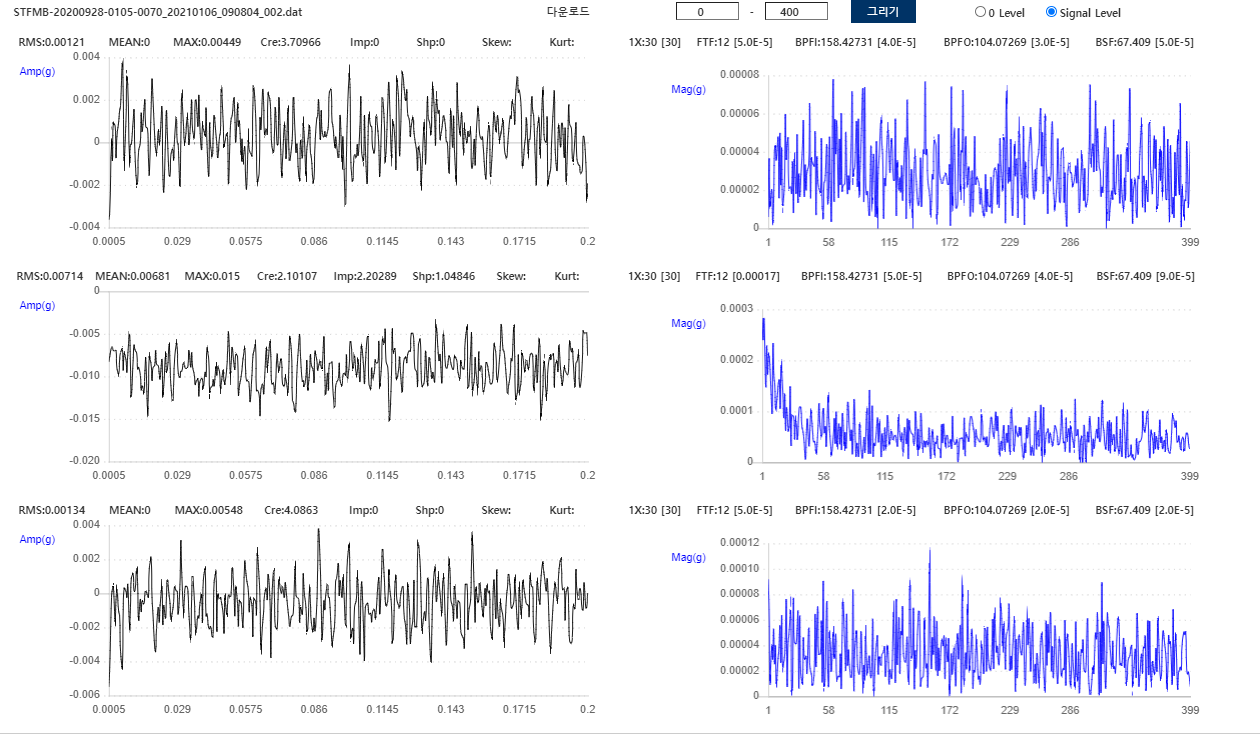 STFMB-20200928-0105-0070_20210106_090804_002.dat 다운로드 0 - 400 그리기 0 Level Signal Level
RMS:0.00121 MEAN:0 MAX:0.00449 Cre:3.70966 Imp:0 Shp:0 Skew: Kurt:
Amp(g)
0.004
0.002
0
-0.002
-0.004
0.0005 0.029 0.0575 0.086 0.1145 0.143 0.1715 0.2
1X:30 [30] FTF:12 [5.0E-5] BPFI:158.42731 [4.0E-5] BPFO:104.07269 [3.0E-5] BSF:67.409 [5.0E-5]
Mag(g)
0.00008
0.00006
0.00004
0.00002
0
1 58 115 172 229 286 399
RMS:0.00714 MEAN:0.00681 MAX:0.015 Cre:2.10107 Imp:2.20289 Shp:1.04846 Skew: Kurt:
Amp(g)
0
-0.005
-0.010
-0.015
-0.020
0.0005 0.029 0.0575 0.086 0.1145 0.143 0.1715 0.2
1X:30 [30] FTF:12 [0.00017] BPFI:158.42731 [5.0E-5] BPFO:104.07269 [4.0E-5] BSF:67.409 [9.0E-5]
Mag(g)
0.0003
0.0002
0.0001
0
1 58 115 172 229 286 399
RMS:0.00134 MEAN:0 MAX:0.00548 Cre:4.0863 Imp:0 Shp:0 Skew: Kurt:
Amp(g)
0.004
0.002
0
-0.002
-0.004
-0.006
0.0005 0.029 0.0575 0.086 0.1145 0.143 0.1715 0.2
1X:30 [30] FTF:12 [5.0E-5] BPFI:158.42731 [2.0E-5] BPFO:104.07269 [2.0E-5] BSF:67.409 [2.0E-5]
Mag(g)
0.00012
0.00010
0.00008
0.00006
0.00004
0.00002
0
1 58 115 172 229 286 399